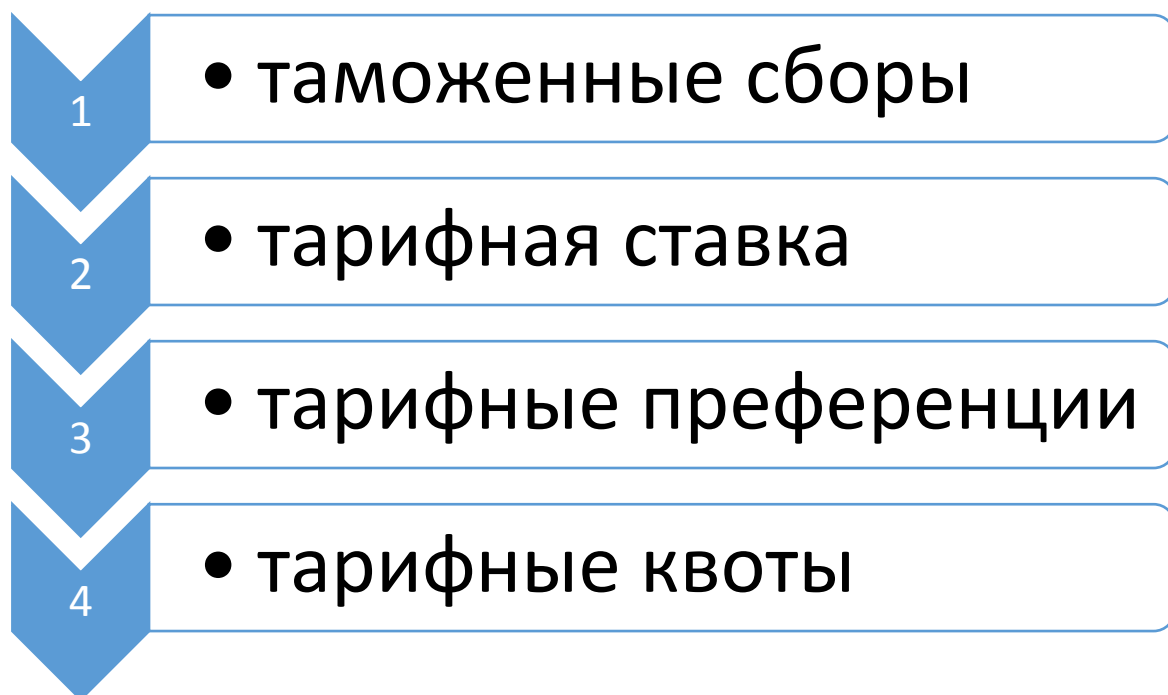 1
• таможенные сборы
2
• тарифная ставка
3
• тарифные преференции
4
• тарифные квоты